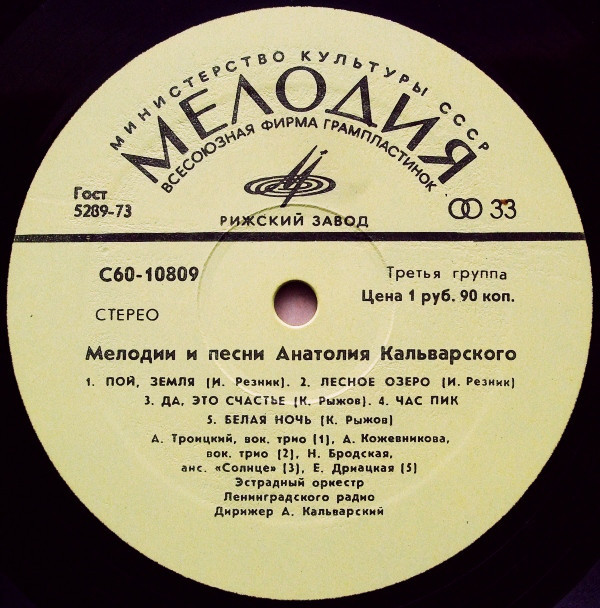 МИНИСТЕРСТВО КУЛЬТУРЫ СССР
МЕЛОДИЯ
ВСЕСОЮЗНАЯ ФИРМА ГРАМПЛАСТИНОК
Гост
5289-73
РИЖСКИЙ ЗАВОД
33
С60-10809
Третья группа
Цена 1 руб. 90 коп.
СТЕРЕО
Мелодии и песни Анатолия Кальварского
1. ПОЙ, ЗЕМЛЯ (И. Резник). 2. ЛЕСНОЕ ОЗЕРО (И. Резник)
3. ДА, ЭТО СЧАСТЬЕ (К. Рыжов). 4. ЧАС ПИК
5. БЕЛАЯ НОЧЬ (К. Рыжов)
А. Троицкий, вок. трио (1), А. Кожевникова,
вок. трио (2), Н. Бродская,
анс. «Солнце» (3), Е. Дриацкая (5)
Эстрадный оркестр
Ленинградского радио
Дирижер А. Кальварский